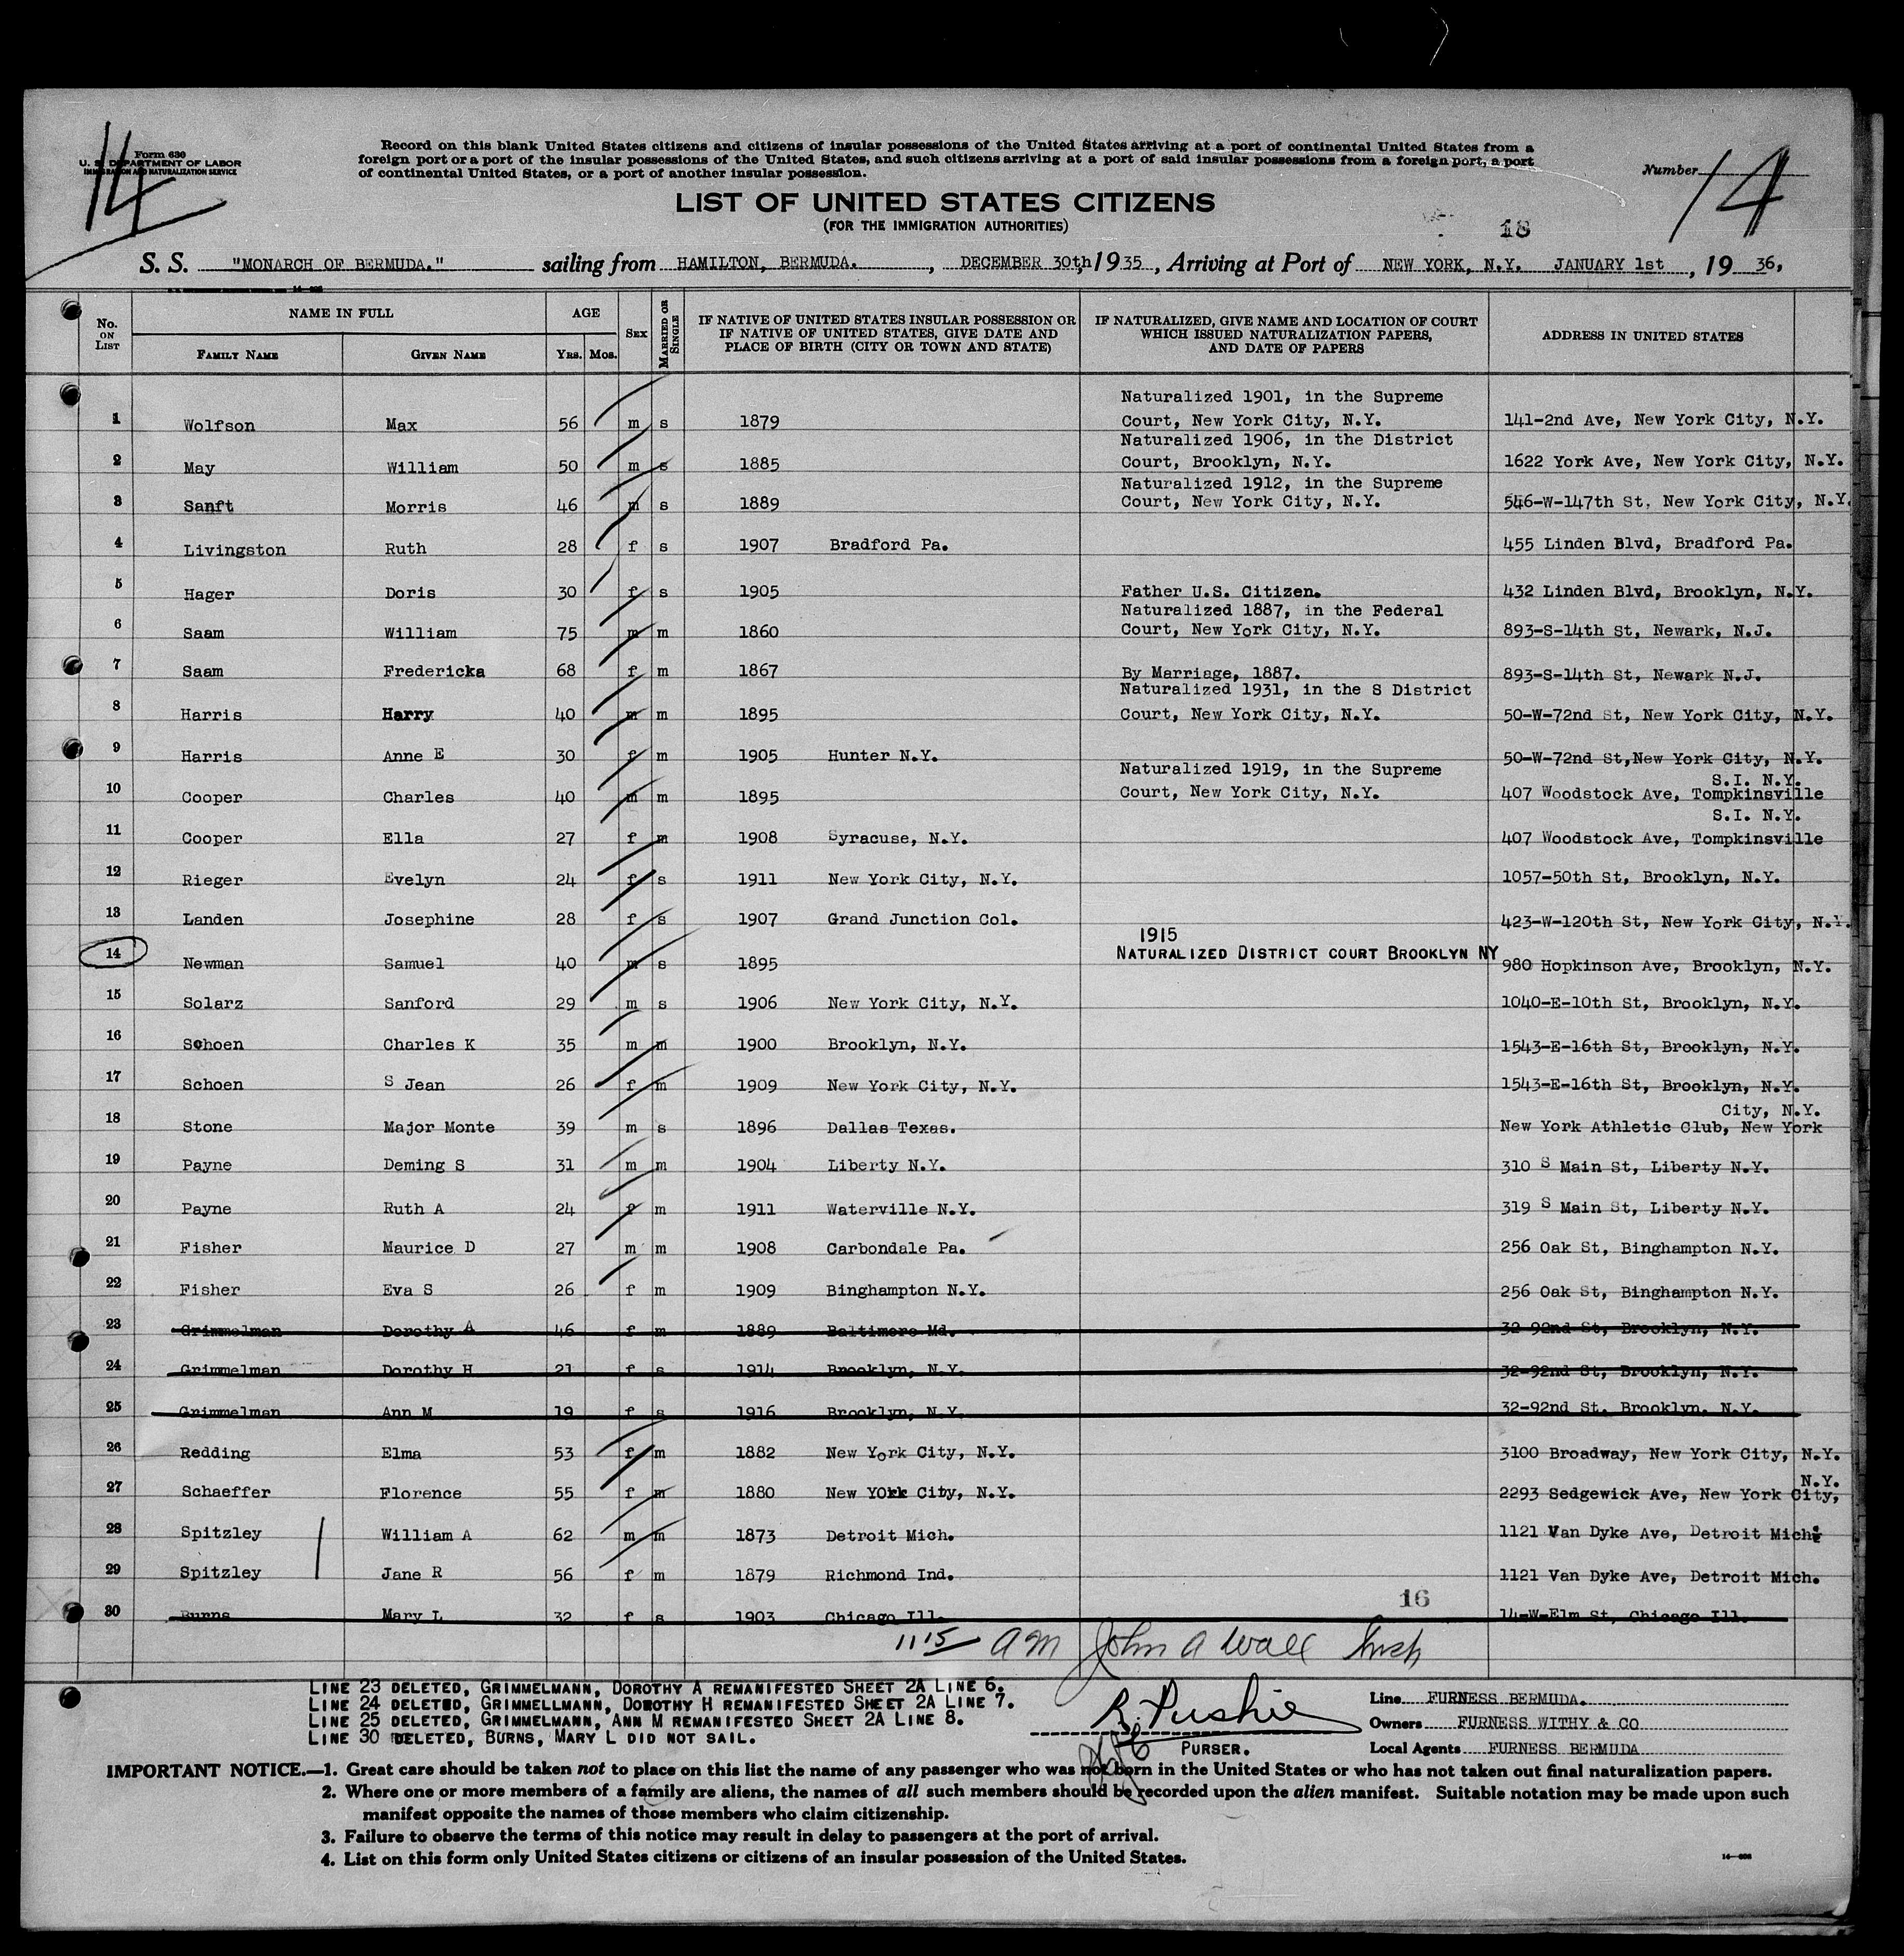 14
Form 630
U. S. DEPARTMENT OF LABOR
IMMIGRATION AND NATURALIZATION SERVICE
Record on this blank United States citizens and citizens of insular possessions of the United States arriving at a port of continental United States from a
foreign port or a port of the insular possessions of the United States, and such citizens arriving at a port of said insular possessions from a foreign port, a port
of continental United States, or a port of another insular possession.
Number 14
LIST OF UNITED STATES CITIZENS
(FOR THE IMMIGRATION AUTHORITIES)
18
S. S. "MONARCH OF BERMUDA." sailing from HAMILTON, BERMUDA. , DECEMBER 30th, 1935, Arriving at Port of NEW YORK, N.Y. JANUARY 1st , 19 36,
No. ON LIST
NAME IN FULL
FAMILY NAME GIVEN NAME
AGE
YRS. MOS.
SEX
MARRIED OR SINGLE
IF NATIVE OF UNITED STATES INSULAR POSSESSION OR
IF NATIVE OF UNITED STATES, GIVE DATE AND
PLACE OF BIRTH (CITY OR TOWN AND STATE)
IF NATURALIZED, GIVE NAME AND LOCATION OF COURT
WHICH ISSUED NATURALIZATION PAPERS,
AND DATE OF PAPERS
ADDRESS IN UNITED STATES
Naturalized 1901, in the Supreme
1 Wolfson Max 56 m s 1879 Court, New York City, N.Y. 141-2nd Ave, New York City, N.Y.
Naturalized 1906, in the District
2 May William 50 m s 1885 Court, Brooklyn, N.Y. 1622 York Ave, New York City, N.Y.
Naturalized 1912, in the Supreme
3 Sanft Morris 46 m s 1889 Court, New York City, N.Y. 546-W-147th St, New York City, N.Y.
4 Livingston Ruth 28 f s 1907 Bradford Pa. 455 Linden Blvd, Bradford Pa.
5 Hager Doris 30 f s 1905 Father U.S. Citizen. 432 Linden Blvd, Brooklyn, N.Y.
Naturalized 1887, in the Federal
6 Saam William 75 m m 1860 Court, New York City, N.Y. 893-S-14th St, Newark, N.J.
7 Saam Fredericka 68 f m 1867 By Marriage, 1887. 893-S-14th St, Newark N.J.
Naturalized 1931, in the S District
8 Harris Harry 40 m m 1895 Court, New York City, N.Y. 50-W-72nd St, New York City, N.Y.
9 Harris Anne E 30 f m 1905 Hunter N.Y. 50-W-72nd St, New York City, N.Y.
Naturalized 1919, in the Supreme S.I. N.Y.
10 Cooper Charles 40 m m 1895 Court, New York City, N.Y. 407 Woodstock Ave, Tompkinsville
S.I. N.Y.
11 Cooper Ella 27 f m 1908 Syracuse, N.Y. 407 Woodstock Ave, Tompkinsville
12 Rieger Evelyn 24 f s 1911 New York City, N.Y. 1057-50th St, Brooklyn, N.Y.
13 Landen Josephine 28 f s 1907 Grand Junction Col. 423-W-120th St, New York City, N.Y.
1915
NATURALIZED DISTRICT COURT BROOKLYN NY
14 Newman Samuel 40 m s 1895 980 Hopkinson Ave, Brooklyn, N.Y.
15 Solarz Sanford 29 m s 1906 New York City, N.Y. 1040-E-10th St, Brooklyn, N.Y.
16 Schoen Charles K 35 m m 1900 Brooklyn, N.Y. 1543-E-16th St, Brooklyn, N.Y.
17 Schoen S Jean 26 f m 1909 New York City, N.Y. 1543-E-16th St, Brooklyn, N.Y.
City, N.Y.
18 Stone Major Monte 39 m s 1896 Dallas Texas. New York Athletic Club, New York
19 Payne Deming S 31 m m 1904 Liberty N.Y. 310 S Main St, Liberty N.Y.
20 Payne Ruth A 24 f m 1911 Waterville N.Y. 319 S Main St, Liberty N.Y.
21 Fisher Maurice D 27 m m 1908 Carbondale Pa. 256 Oak St, Binghampton N.Y.
22 Fisher Eva S 26 f m 1909 Binghampton N.Y. 256 Oak St, Binghampton N.Y.
23 Grimmelman Dorothy A 46 f m 1889 Baltimore Md. 32-92nd St, Brooklyn, N.Y.
24 Grimmelman Dorothy H 21 f s 1914 Brooklyn, N.Y. 32-92nd St, Brooklyn, N.Y.
25 Grimmelman Ann M 19 f s 1916 Brooklyn, N.Y. 32-92nd St, Brooklyn, N.Y.
26 Redding Elma 53 f m 1882 New York City, N.Y. 3100 Broadway, New York City, N.Y.
N.Y.
27 Schaeffer Florence 55 f m 1880 New York City, N.Y. 2293 Sedgewick Ave, New York City,
28 Spitzley William A 62 m m 1873 Detroit Mich. 1121 Van Dyke Ave, Detroit Mich.
29 Spitzley Jane R 56 f m 1879 Richmond Ind. 1121 Van Dyke Ave, Detroit Mich.
16
30 Burns Mary L 32 f s 1903 Chicago Ill. 14-W-Elm St, Chicago Ill.
1115 AM John A Wall
LINE 23 DELETED, GRIMMELMANN, DOROTHY A REMANIFESTED SHEET 2A LINE 6.
LINE 24 DELETED, GRIMMELLMANN, DOROTHY H REMANIFESTED SHEET 2A LINE 7.
LINE 25 DELETED, GRIMMELMANN, ANN M REMANIFESTED SHEET 2A LINE 8.
LINE 30 DELETED, BURNS, MARY L DID NOT SAIL.
R. Pushie
PURSER.
Line FURNESS BERMUDA.
Owners FURNESS WITHY & CO
Local Agents FURNESS BERMUDA
IMPORTANT NOTICE.—1. Great care should be taken not to place on this list the name of any passenger who was not born in the United States or who has not taken out final naturalization papers.
2. Where one or more members of a family are aliens, the names of all such members should be recorded upon the alien manifest. Suitable notation may be made upon such
manifest opposite the names of those members who claim citizenship.
3. Failure to observe the terms of this notice may result in delay to passengers at the port of arrival.
4. List on this form only United States citizens or citizens of an insular possession of the United States.